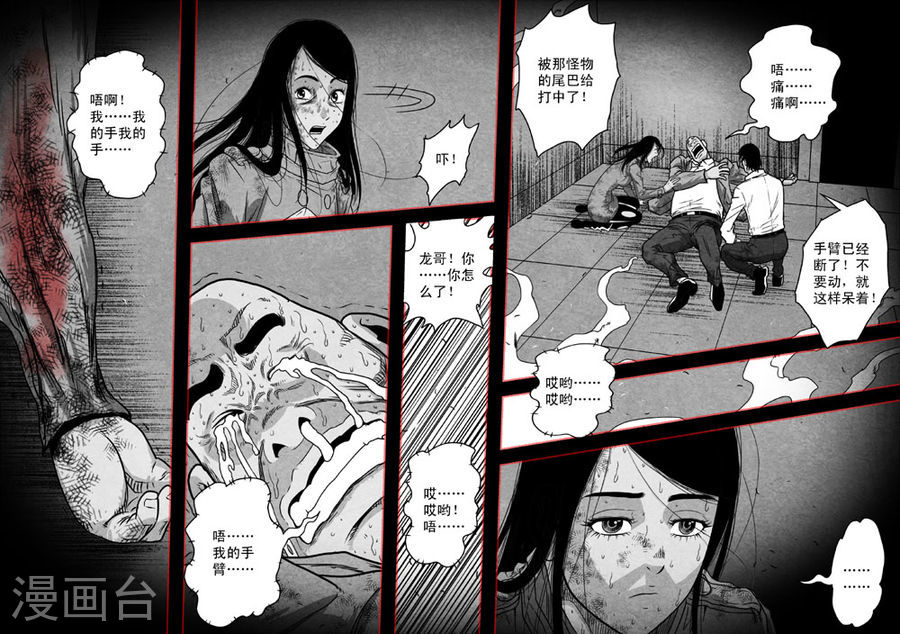 唔啊！
我……我
的手我的
手……
吓！
唔……
我的手
臂……
龙哥！你
……你怎
么了！
哎……
哎哟！
唔……
被那怪物
的尾巴给
打中了！
唔……
痛……
痛啊……
手臂已经
断了！不
要动，就
这样呆着！
哎哟……
哎哟……
……
……
漫画台